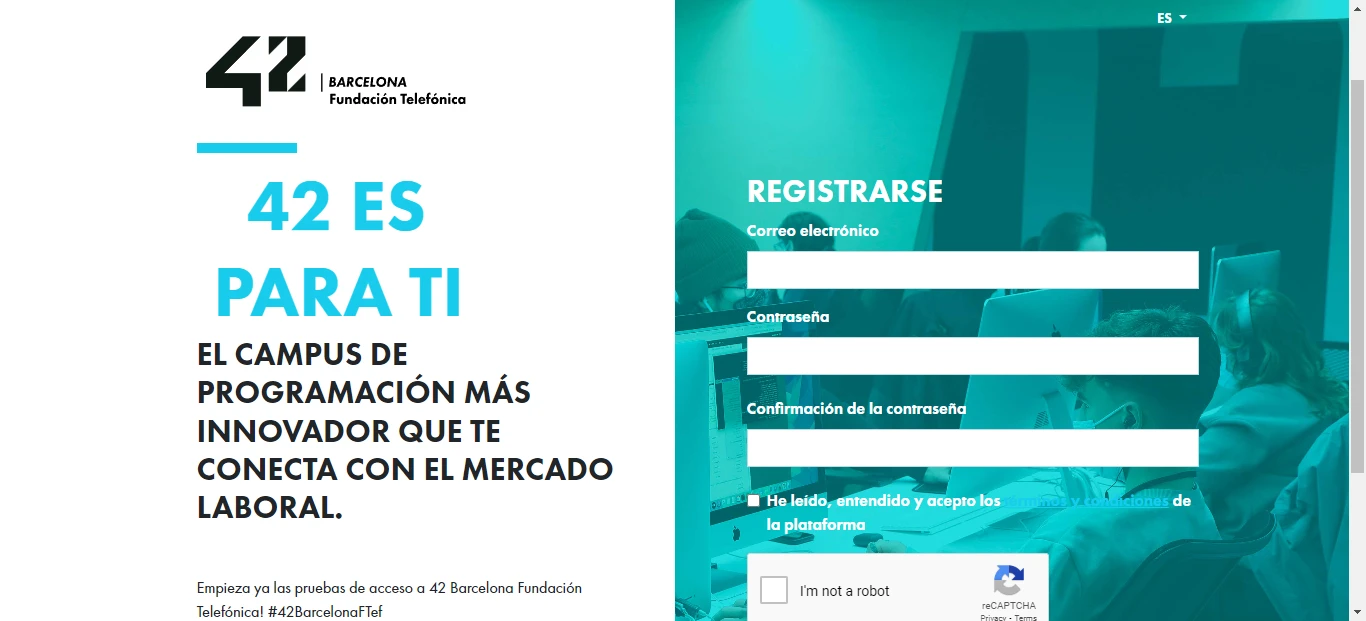 ES
42
BARCELONA
Fundación Telefónica
42 ES
PARA TI
EL CAMPUS DE
PROGRAMACIÓN MÁS
INNOVADOR QUE TE
CONECTA CON EL MERCADO
LABORAL.
Empieza ya las pruebas de acceso a 42 Barcelona Fundación
Telefónica! #42BarcelonaFTef
REGISTRARSE
Correo electrónico
Contraseña
Confirmación de la contraseña
He leído, entendido y acepto los términos y condiciones de
la plataforma
I'm not a robot
reCAPTCHA
Privacy - Terms